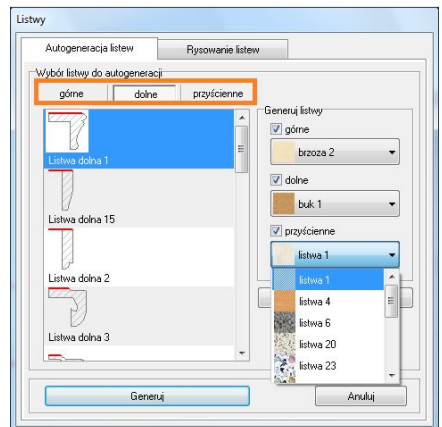 Listwy
Autogeneracja listew
Rysowanie listew
Wybór listwy do autogeneracji
górne
dolne
przyścienne
Listwa dolna 1
Listwa dolna 15
Listwa dolna 2
Listwa dolna 3
Generuj listwy
górne
brzoza 2
dolne
buk 1
przyścienne
listwa 1
listwa 1
listwa 4
listwa 6
listwa 20
listwa 23
Generuj
Anuluj